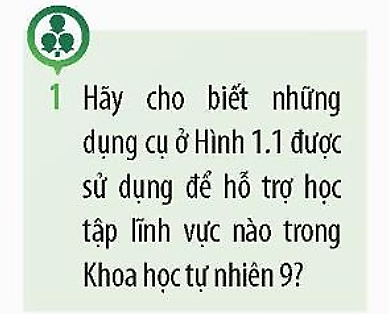 1 Hãy cho biết những
dụng cụ ở Hình 1.1 được
sử dụng để hỗ trợ học
tập lĩnh vực nào trong
Khoa học tự nhiên 9?